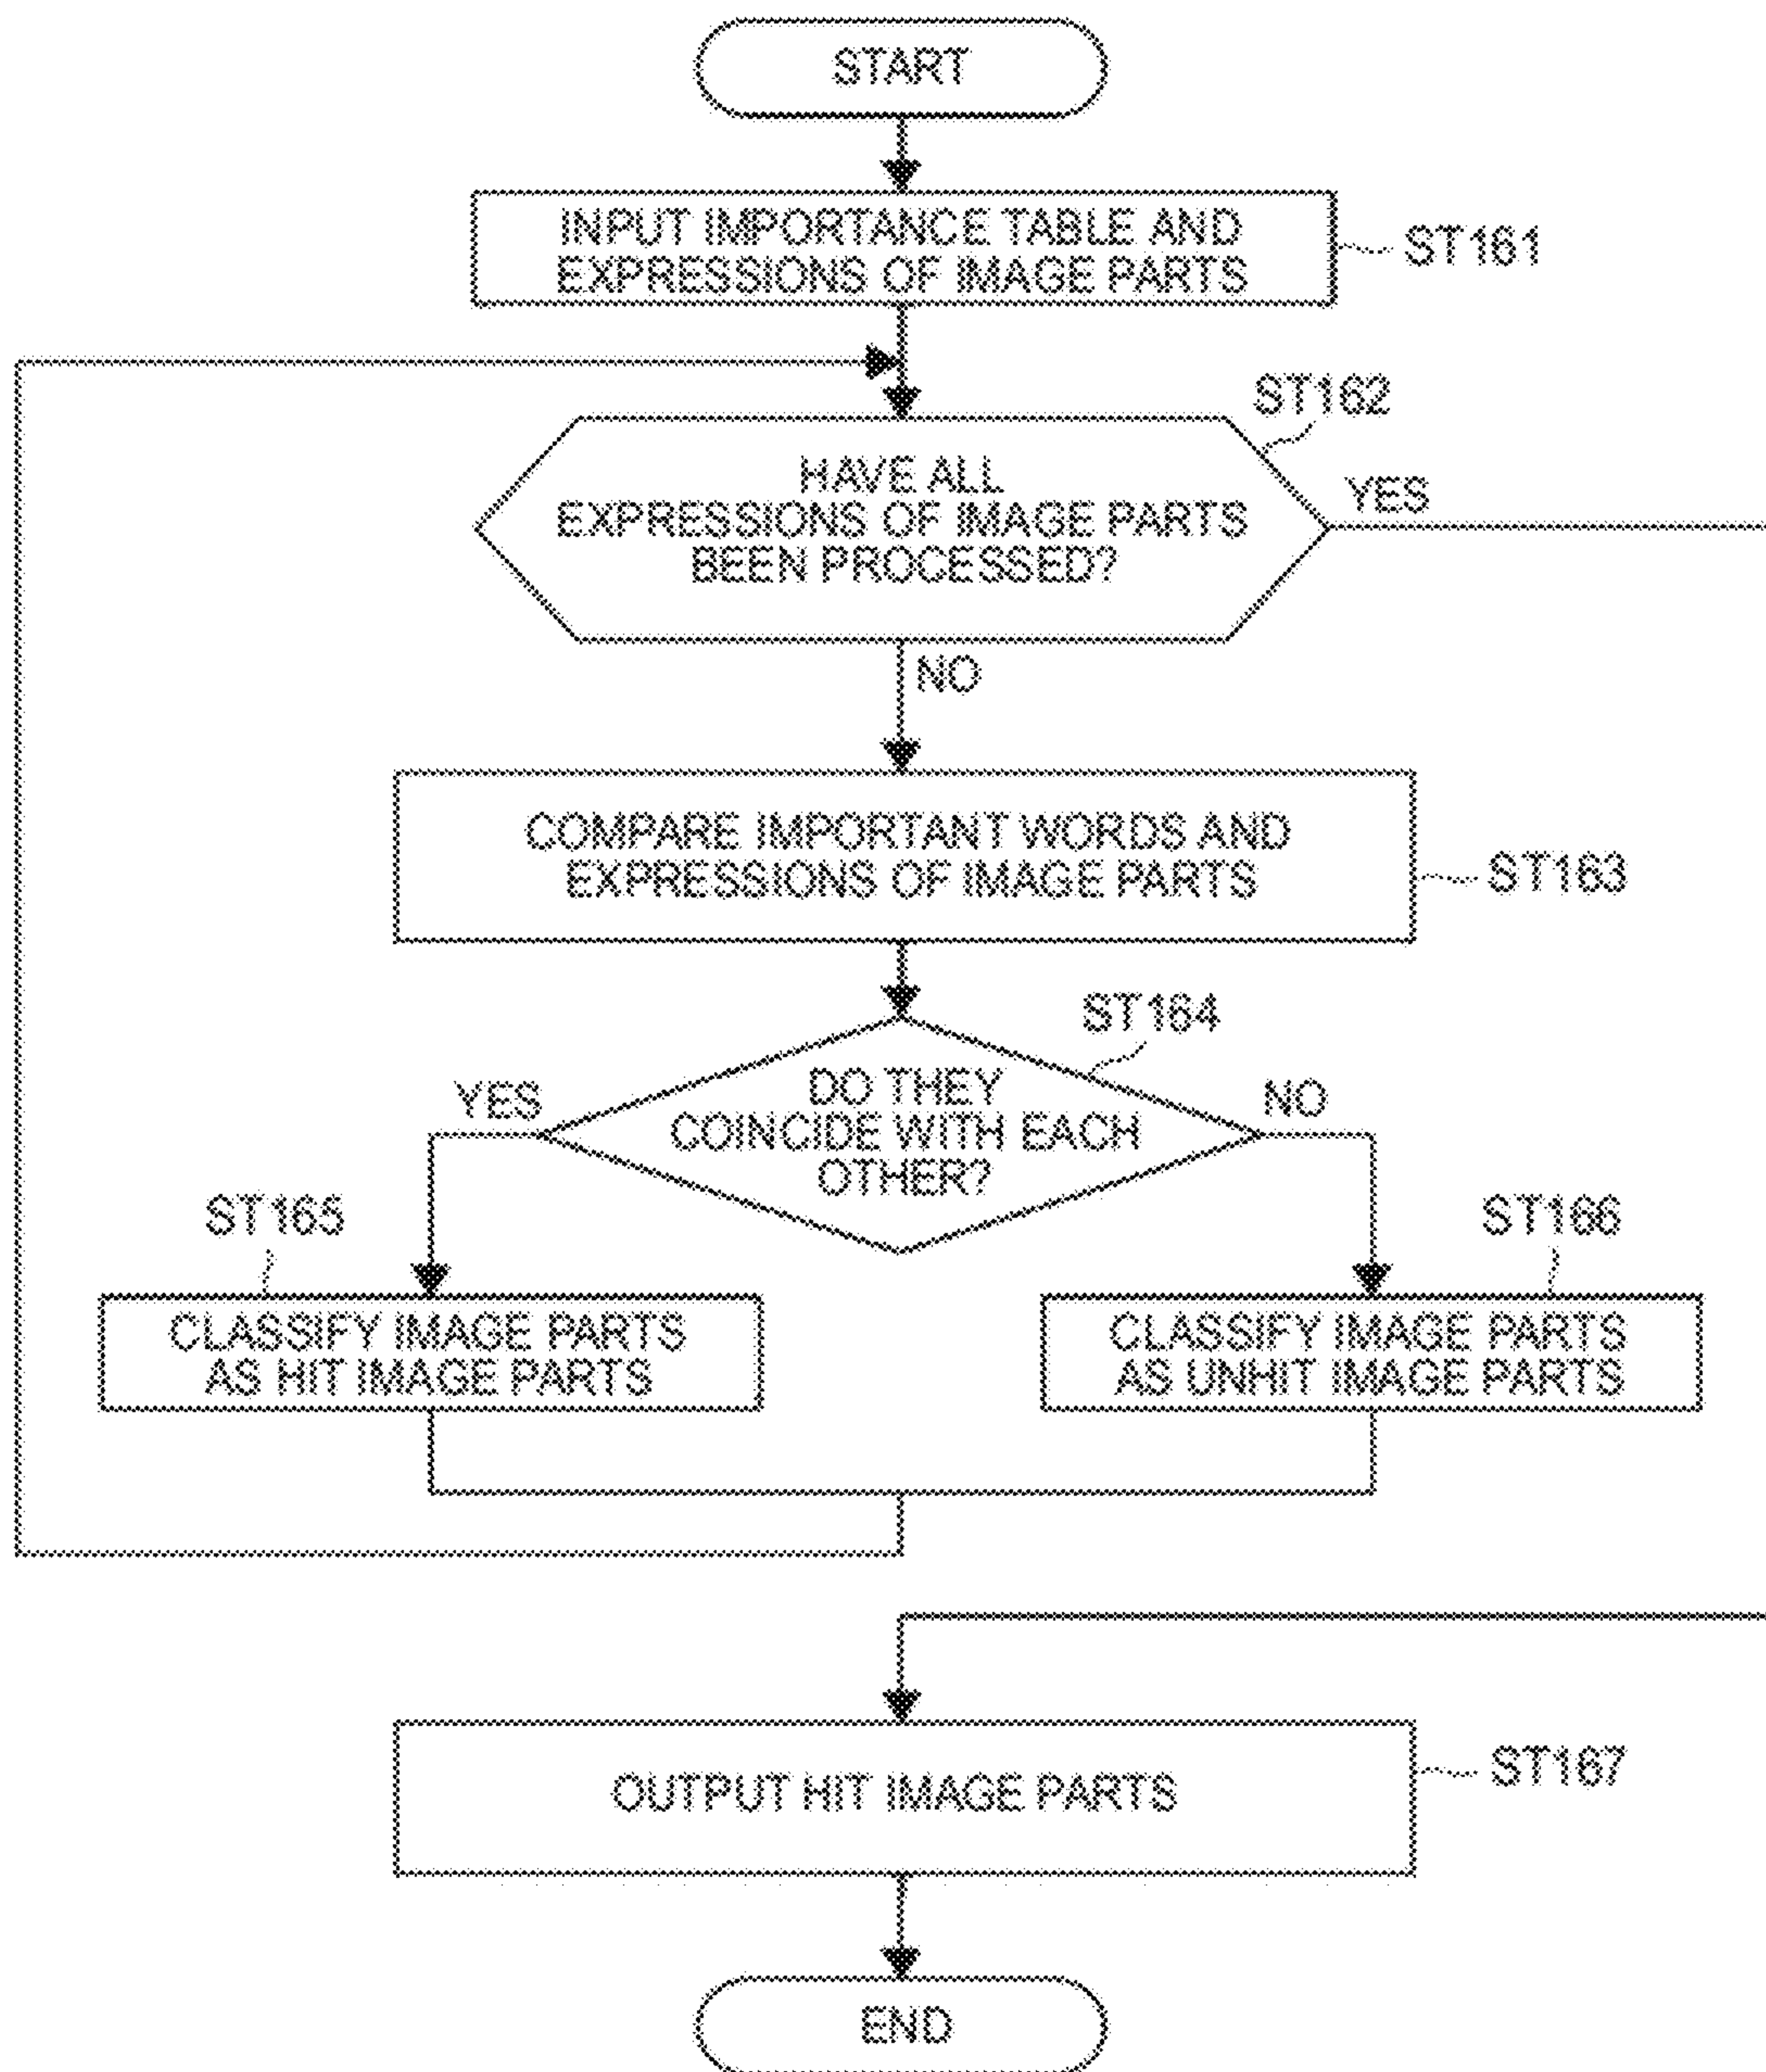 START
INPUT IMPORTANCE TABLE AND
EXPRESSIONS OF IMAGE PARTS
ST161
ST162
HAVE ALL
EXPRESSIONS OF IMAGE PARTS
BEEN PROCESSED?
YES
NO
COMPARE IMPORTANT WORDS AND
EXPRESSIONS OF IMAGE PARTS
ST163
ST164
DO THEY
COINCIDE WITH EACH
OTHER?
YES
NO
ST165
ST166
CLASSIFY IMAGE PARTS
AS HIT IMAGE PARTS
CLASSIFY IMAGE PARTS
AS UNHIT IMAGE PARTS
OUTPUT HIT IMAGE PARTS
ST167
END